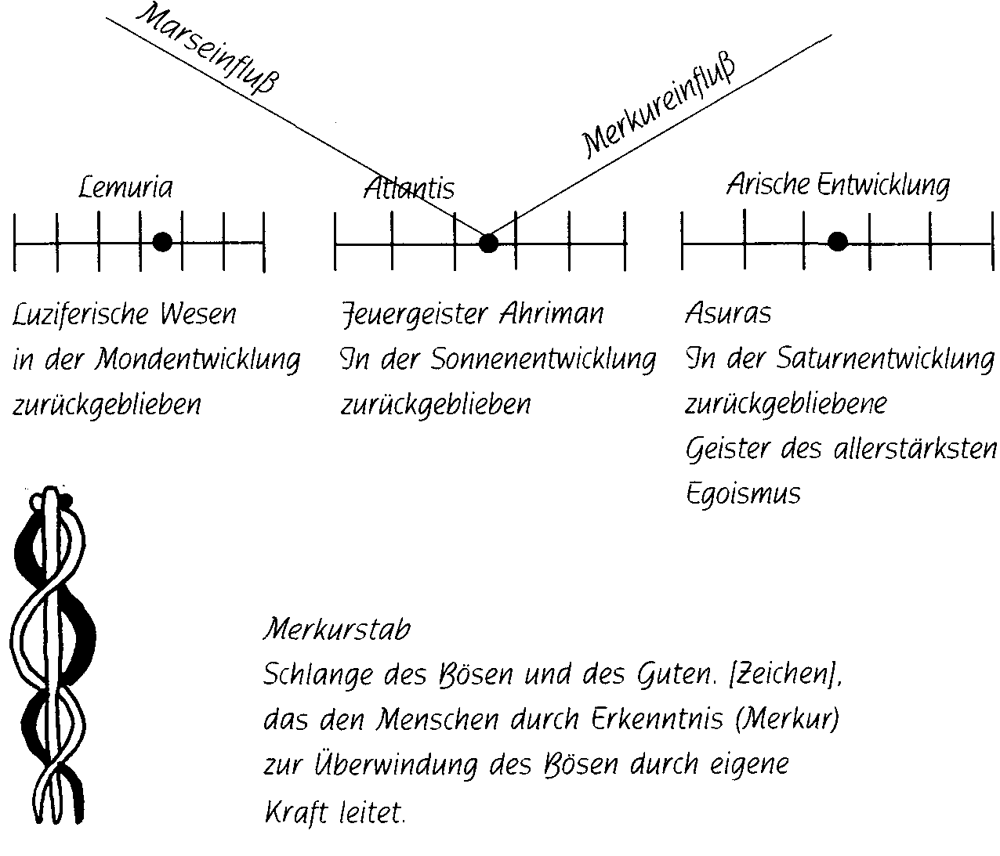 Marseinfluß
Merkureinfluß
Lemuria
Atlantis
Arische Entwicklung
Luziferische Wesen
in der Mondentwicklung
zurückgeblieben
Feuergeister Ahriman
In der Sonnenentwicklung
zurückgeblieben
Asuras
In der Saturnentwicklung
zurückgebliebene
Geister des allerstärksten
Egoismus
Merkurstab
Schlange des Bösen und des Guten. [Zeichen],
das den Menschen durch Erkenntnis (Merkur)
zur Überwindung des Bösen durch eigene
Kraft leitet.